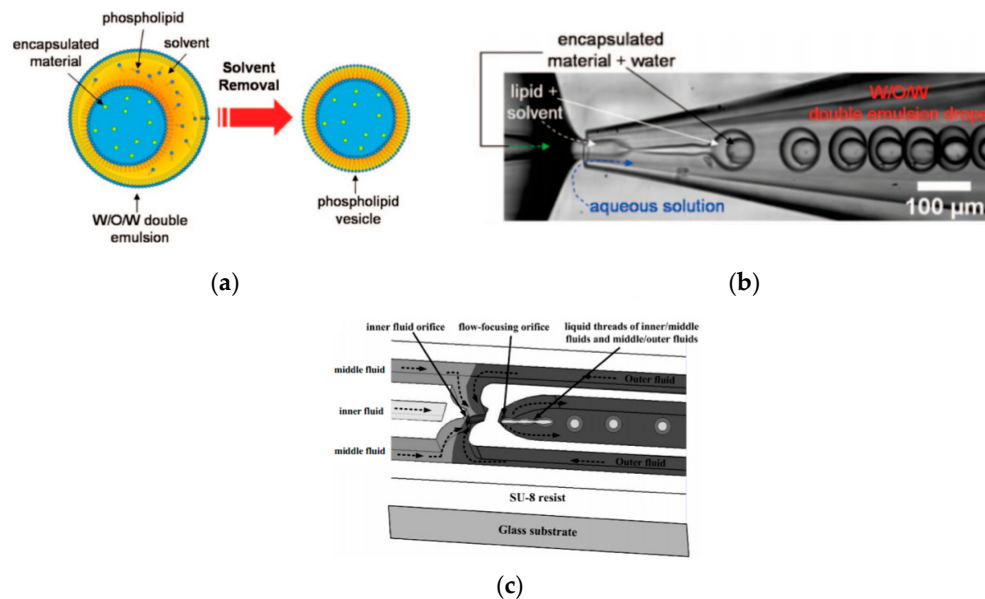 phospholipid
encapsulated
material
solvent
Solvent
Removal
W/O/W double
emulsion
phospholipid
vesicle
(a)
encapsulated
material + water
lipid +
solvent
W/O/W
double emulsion drops
aqueous solution
100 µm
(b)
inner fluid orifice
flow-focusing orifice
liquid threads of inner/middle
fluids and middle/outer fluids
middle fluid
Outer fluid
inner fluid
middle fluid
Outer fluid
SU-8 resist
Glass substrate
(c)